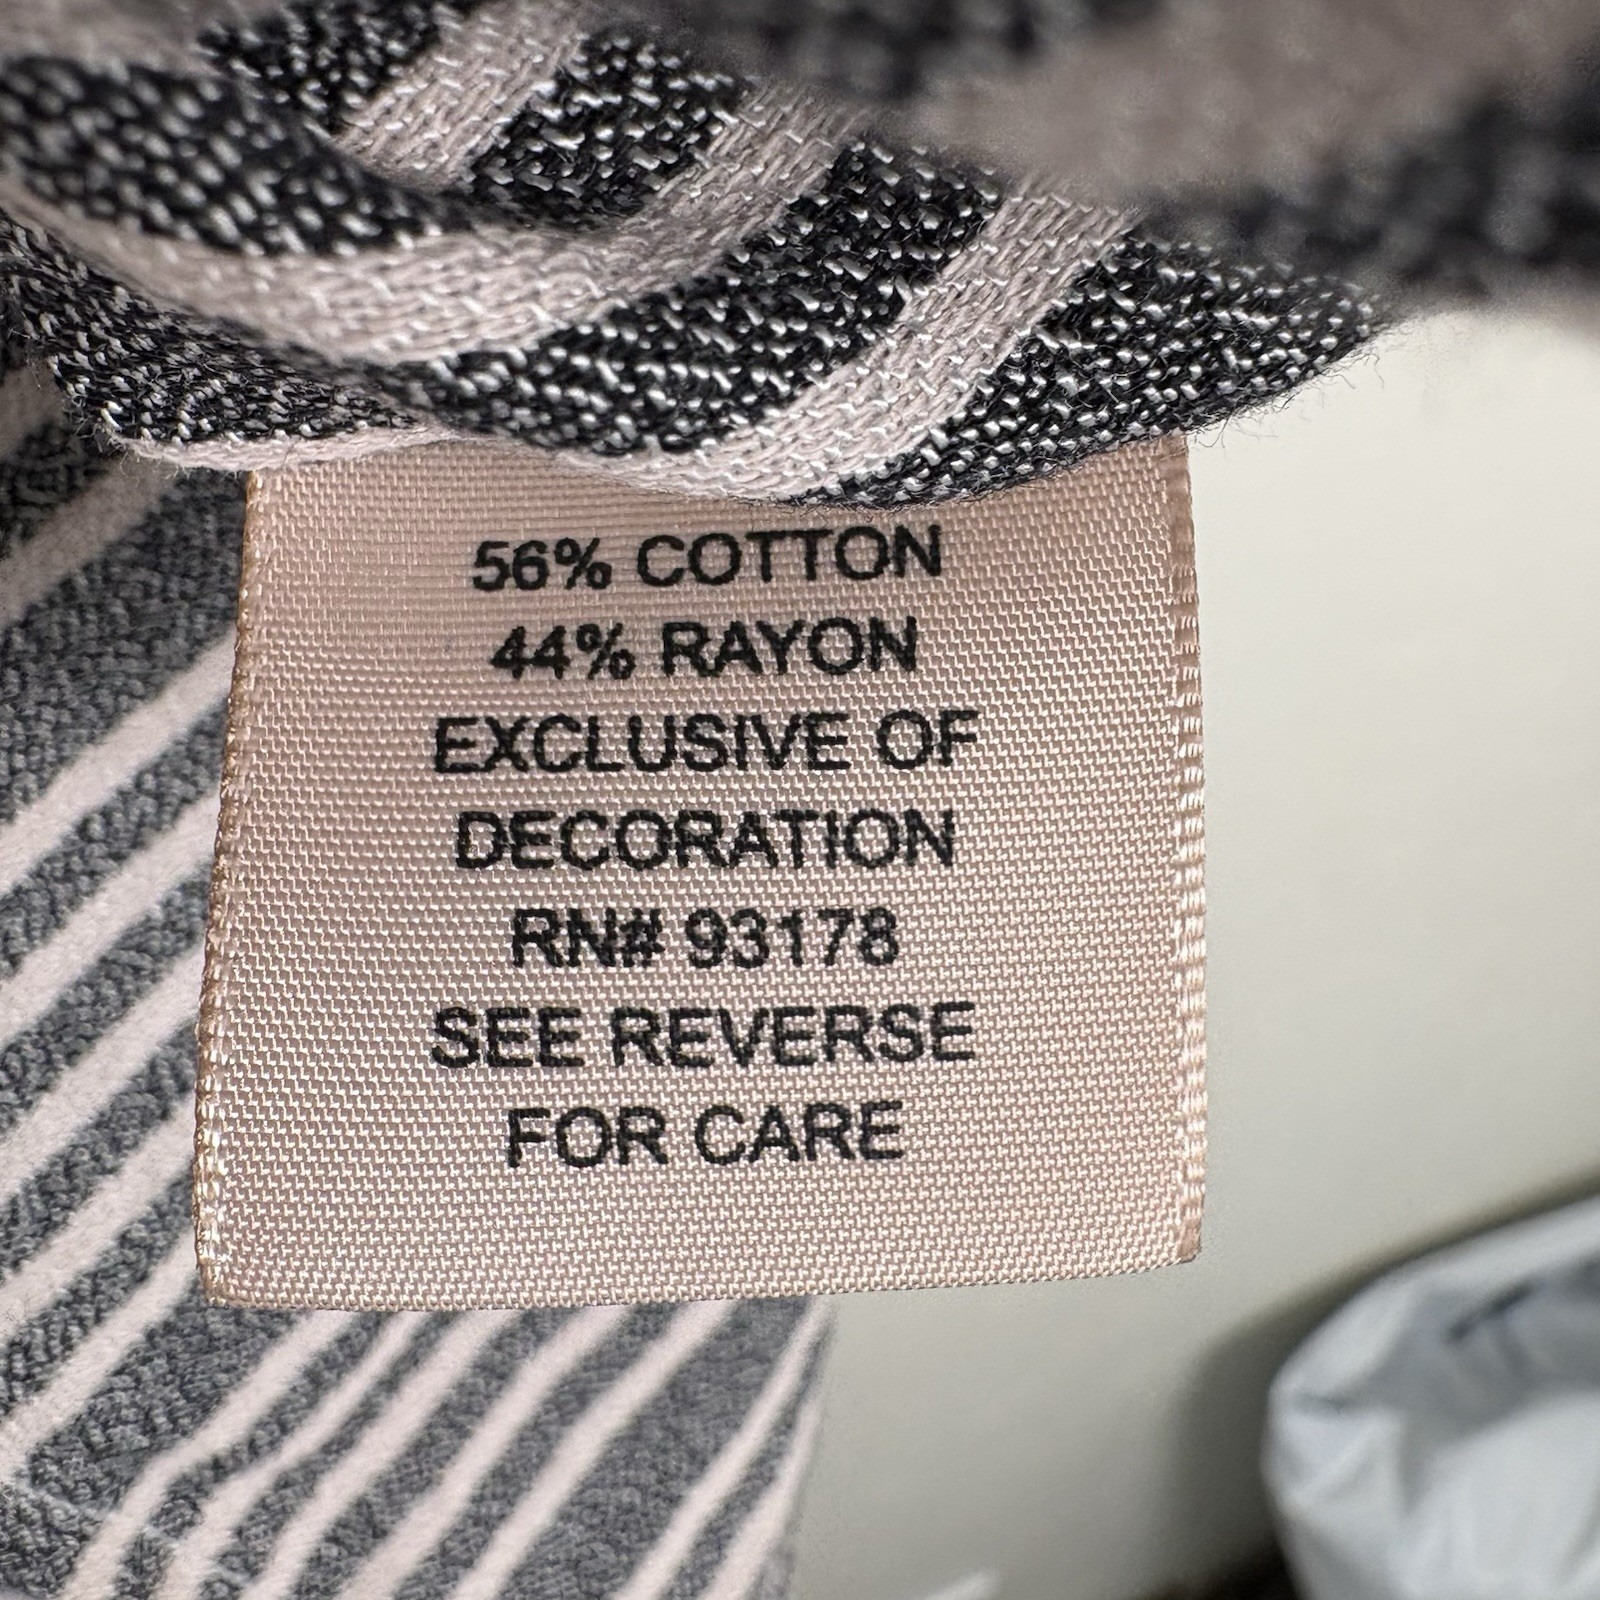 56% COTTON
44% RAYON
EXCLUSIVE OF
DECORATION
RN# 93178
SEE REVERSE
FOR CARE